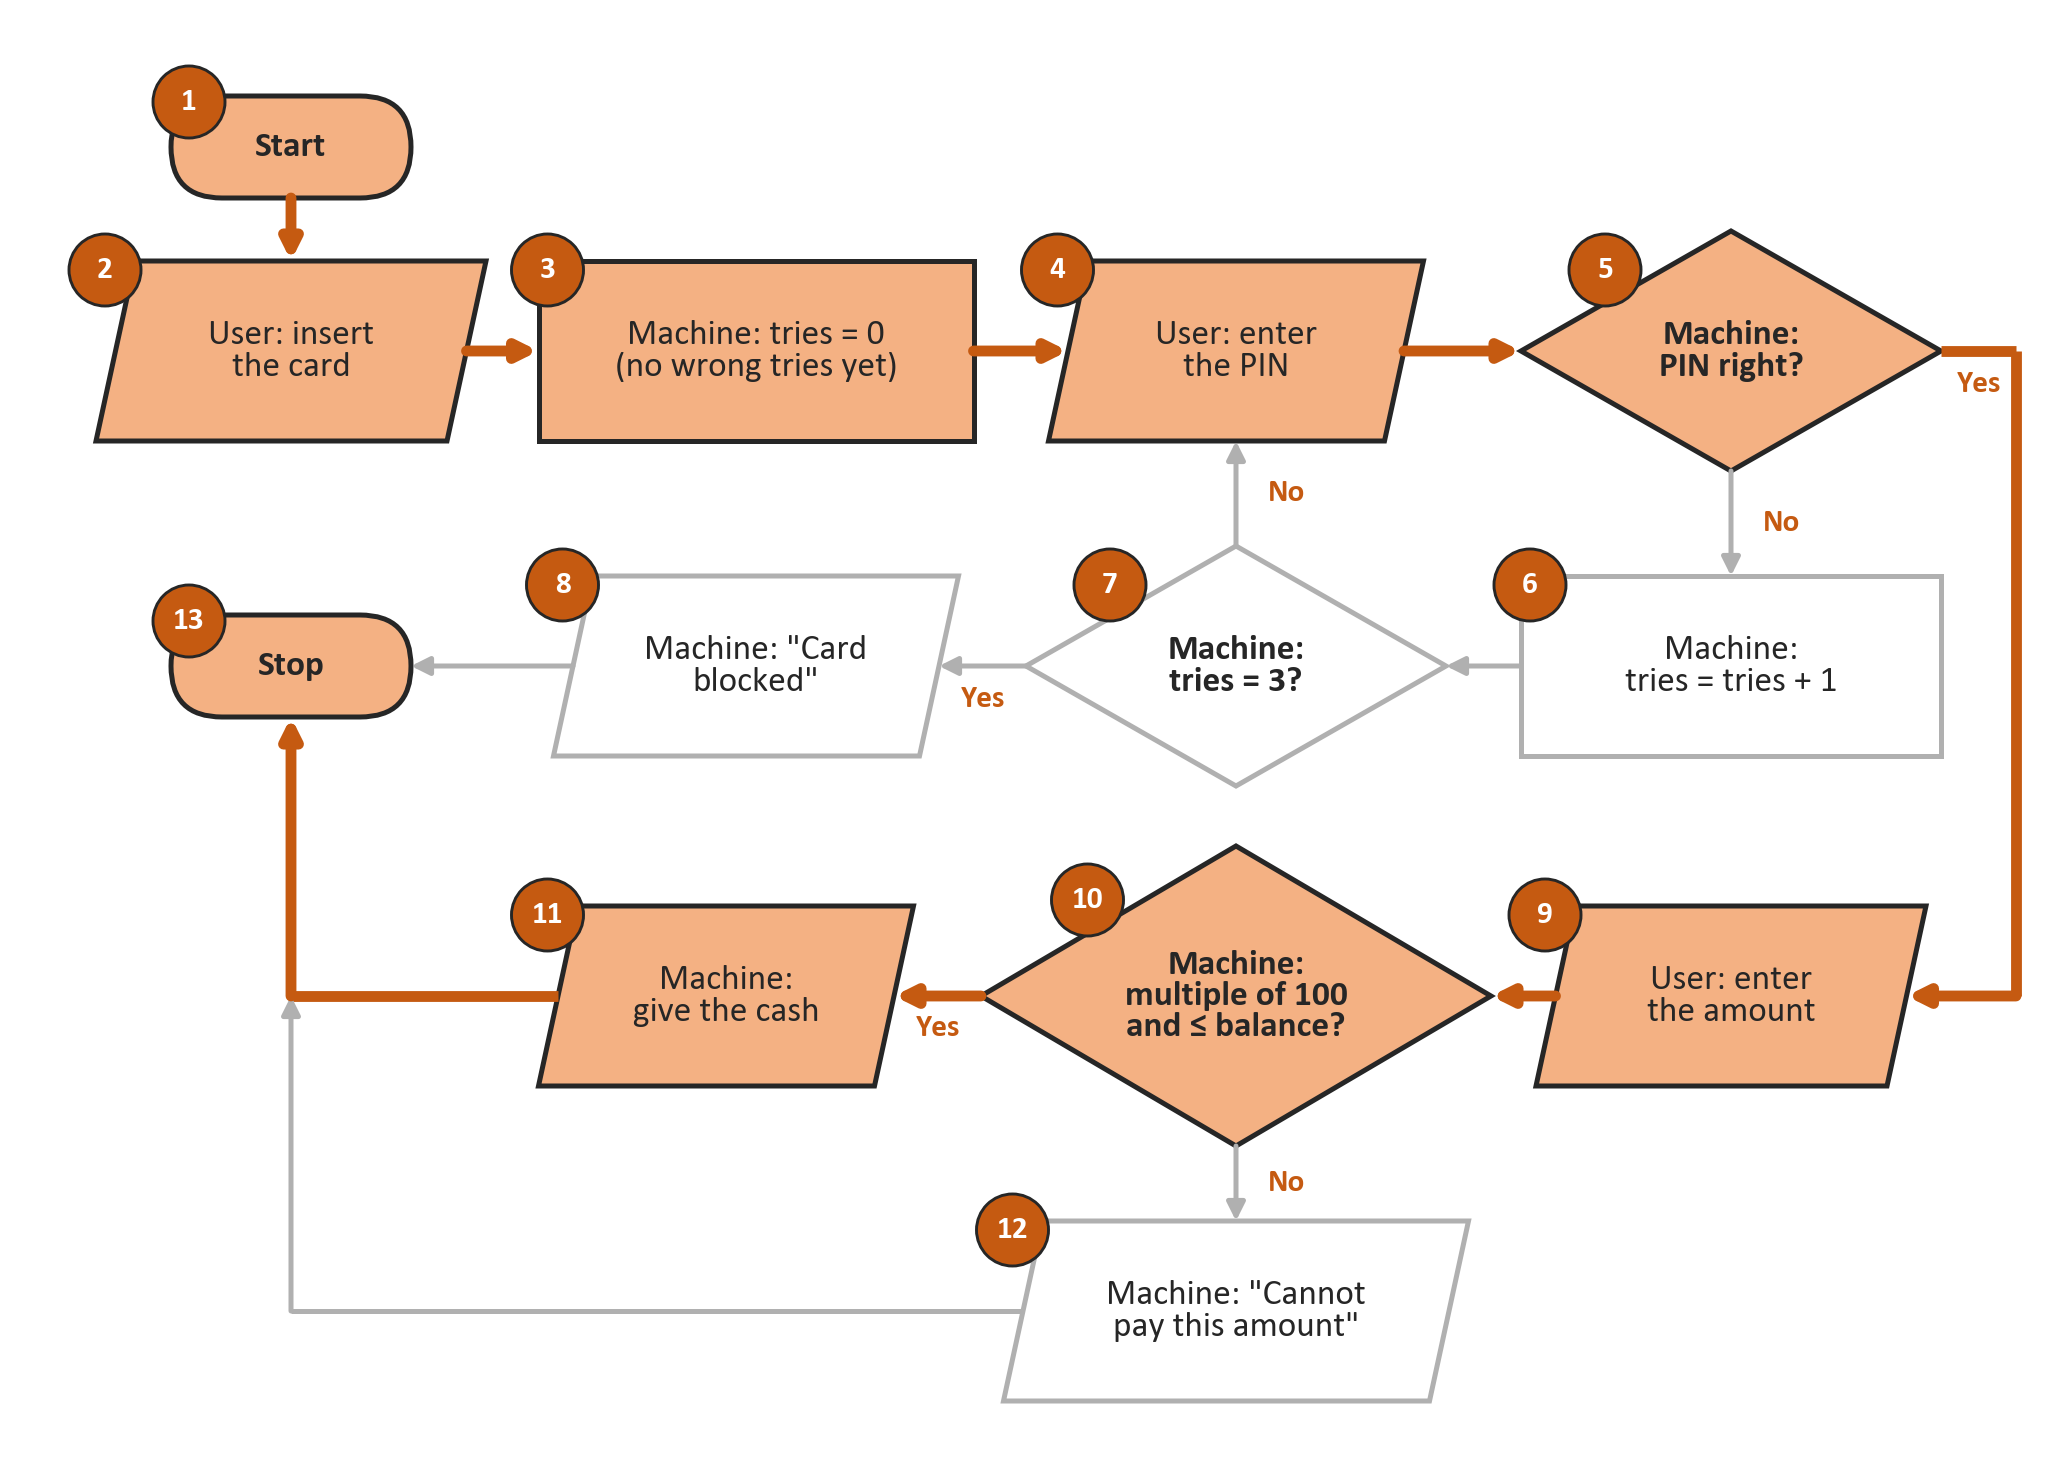 1
Start
2
User: insert
the card
3
Machine: tries = 0
(no wrong tries yet)
4
User: enter
the PIN
5
Machine:
PIN right?
Yes
No
No
6
Machine:
tries = tries + 1
7
Machine:
tries = 3?
Yes
8
Machine: "Card
blocked"
13
Stop
9
User: enter
the amount
10
Machine:
multiple of 100
and ≤ balance?
Yes
No
11
Machine:
give the cash
12
Machine: "Cannot
pay this amount"